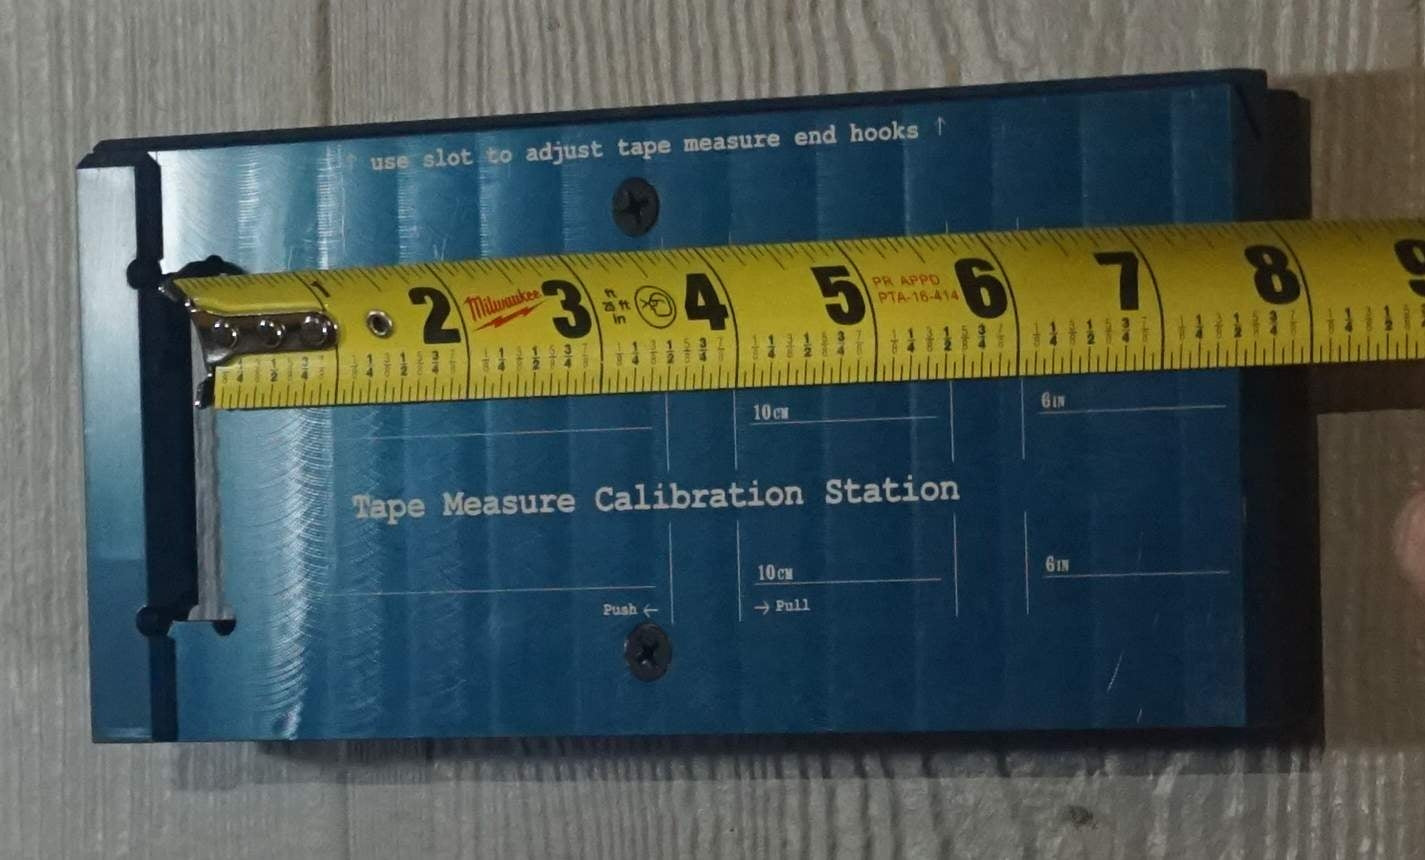 ↑ use slot to adjust tape measure end hooks ↑
1 2 Milwaukee 3 ft 25 ft in 4 5 PR APPD 6 7 8 9
PTA-16-414
10CM 6IN
Tape Measure Calibration Station
10CM 6IN
Push ← → Pull